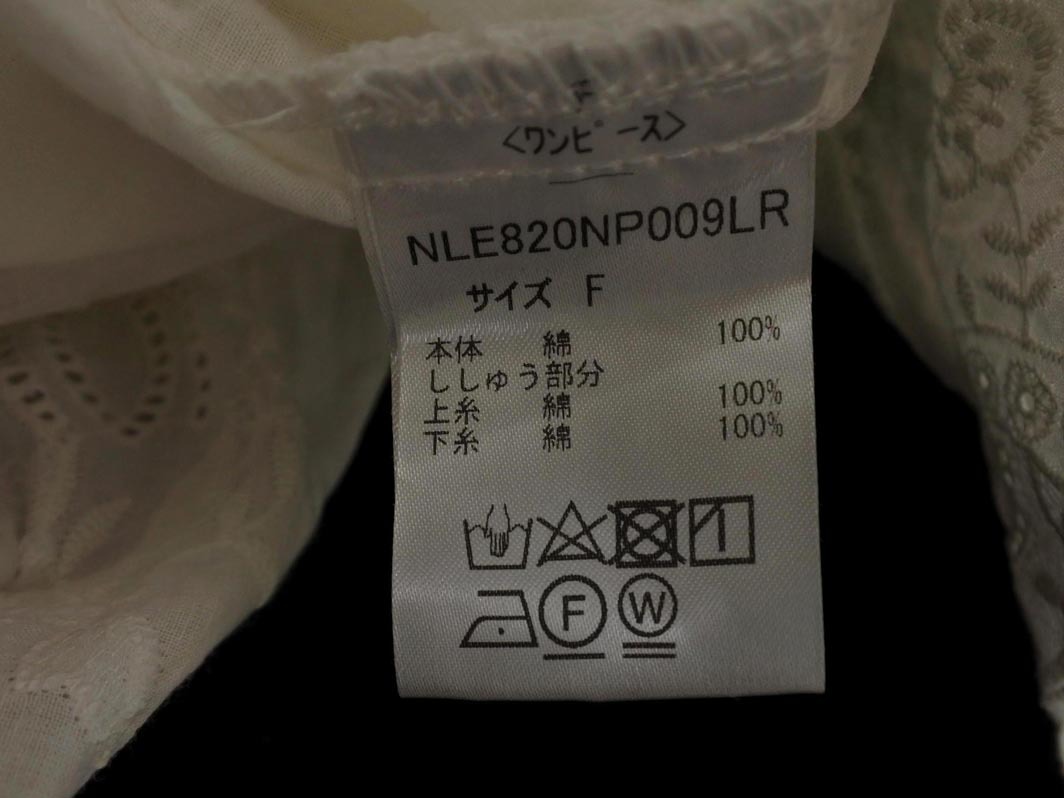 F
<ワンピース>
NLE820NP009LR
サイズ F
本体 綿 100%
ししゅう部分
上糸 綿 100%
下糸 綿 100%
F W